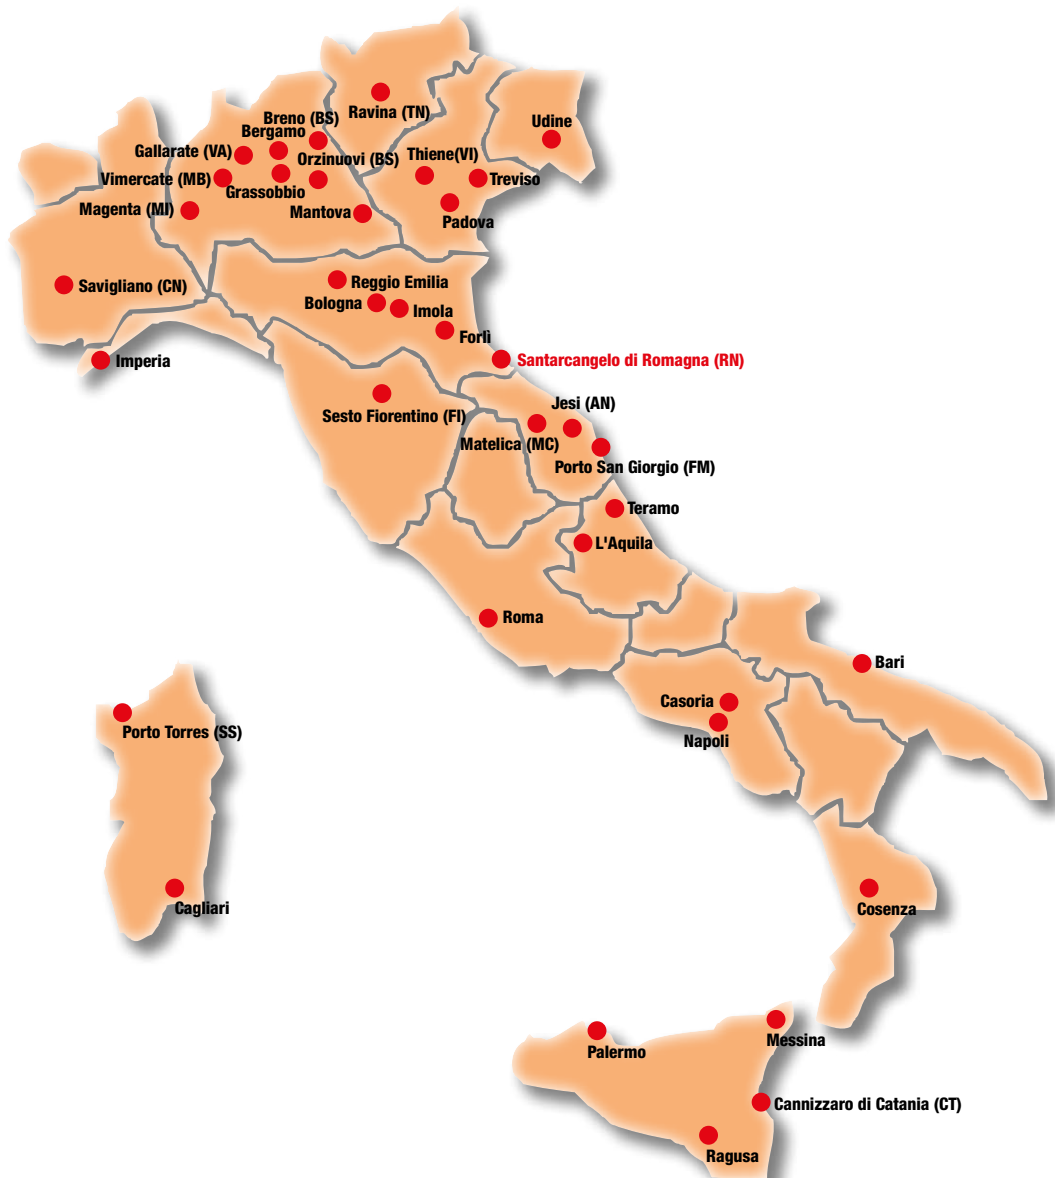 Breno (BS)
Ravina (TN)
Bergamo
Udine
Gallarate (VA)
Orzinuovi (BS)
Thiene(VI)
Vimercate (MB)
Treviso
Grassobbio
Magenta (MI)
Mantova
Padova
Savigliano (CN)
Reggio Emilia
Bologna
Imola
Forlì
Imperia
Santarcangelo di Romagna (RN)
Jesi (AN)
Sesto Fiorentino (FI)
Matelica (MC)
Porto San Giorgio (FM)
Teramo
L'Aquila
Roma
Bari
Casoria
Porto Torres (SS)
Napoli
Cagliari
Cosenza
Messina
Palermo
Cannizzaro di Catania (CT)
Ragusa